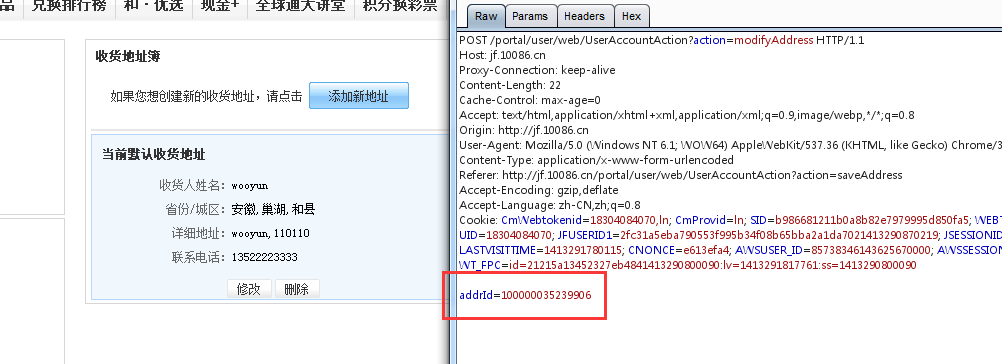 品 兑换排行榜 和·优选 现金+ 全球通大讲堂 积分换彩票
收货地址簿
如果您想创建新的收货地址，请点击 添加新地址
当前默认收货地址
收货人姓名：wooyun
省份/城区：安徽,巢湖,和县
详细地址：wooyun,110110
联系电话：13522223333
修改 删除
Raw Params Headers Hex
POST /portal/user/web/UserAccountAction?action=modifyAddress HTTP/1.1
Host: jf.10086.cn
Proxy-Connection: keep-alive
Content-Length: 22
Cache-Control: max-age=0
Accept: text/html,application/xhtml+xml,application/xml;q=0.9,image/webp,*/*;q=0.8
Origin: http://jf.10086.cn
User-Agent: Mozilla/5.0 (Windows NT 6.1; WOW64) AppleWebKit/537.36 (KHTML, like Gecko) Chrome/3
Content-Type: application/x-www-form-urlencoded
Referer: http://jf.10086.cn/portal/user/web/UserAccountAction?action=saveAddress
Accept-Encoding: gzip,deflate
Accept-Language: zh-CN,zh;q=0.8
Cookie: CmWebtokenid=18304084070,ln; CmProvid=ln; SID=b986681211b0a8b82e7979995d850fa5; WEBT
UID=18304084070; JFUSERID1=2fc31a5eba790553f995b34f08b65bba2a1da7021413290870219; JSESSIONID
LASTVISITTIME=1413291780115; CNONCE=e613efa4; AWSUSER_ID=85738346143625670000; AWSSESSION
WT_FPC=id=21215a13452327eb4841413290800090:lv=1413291817761:ss=1413290800090
addrId=100000035239906